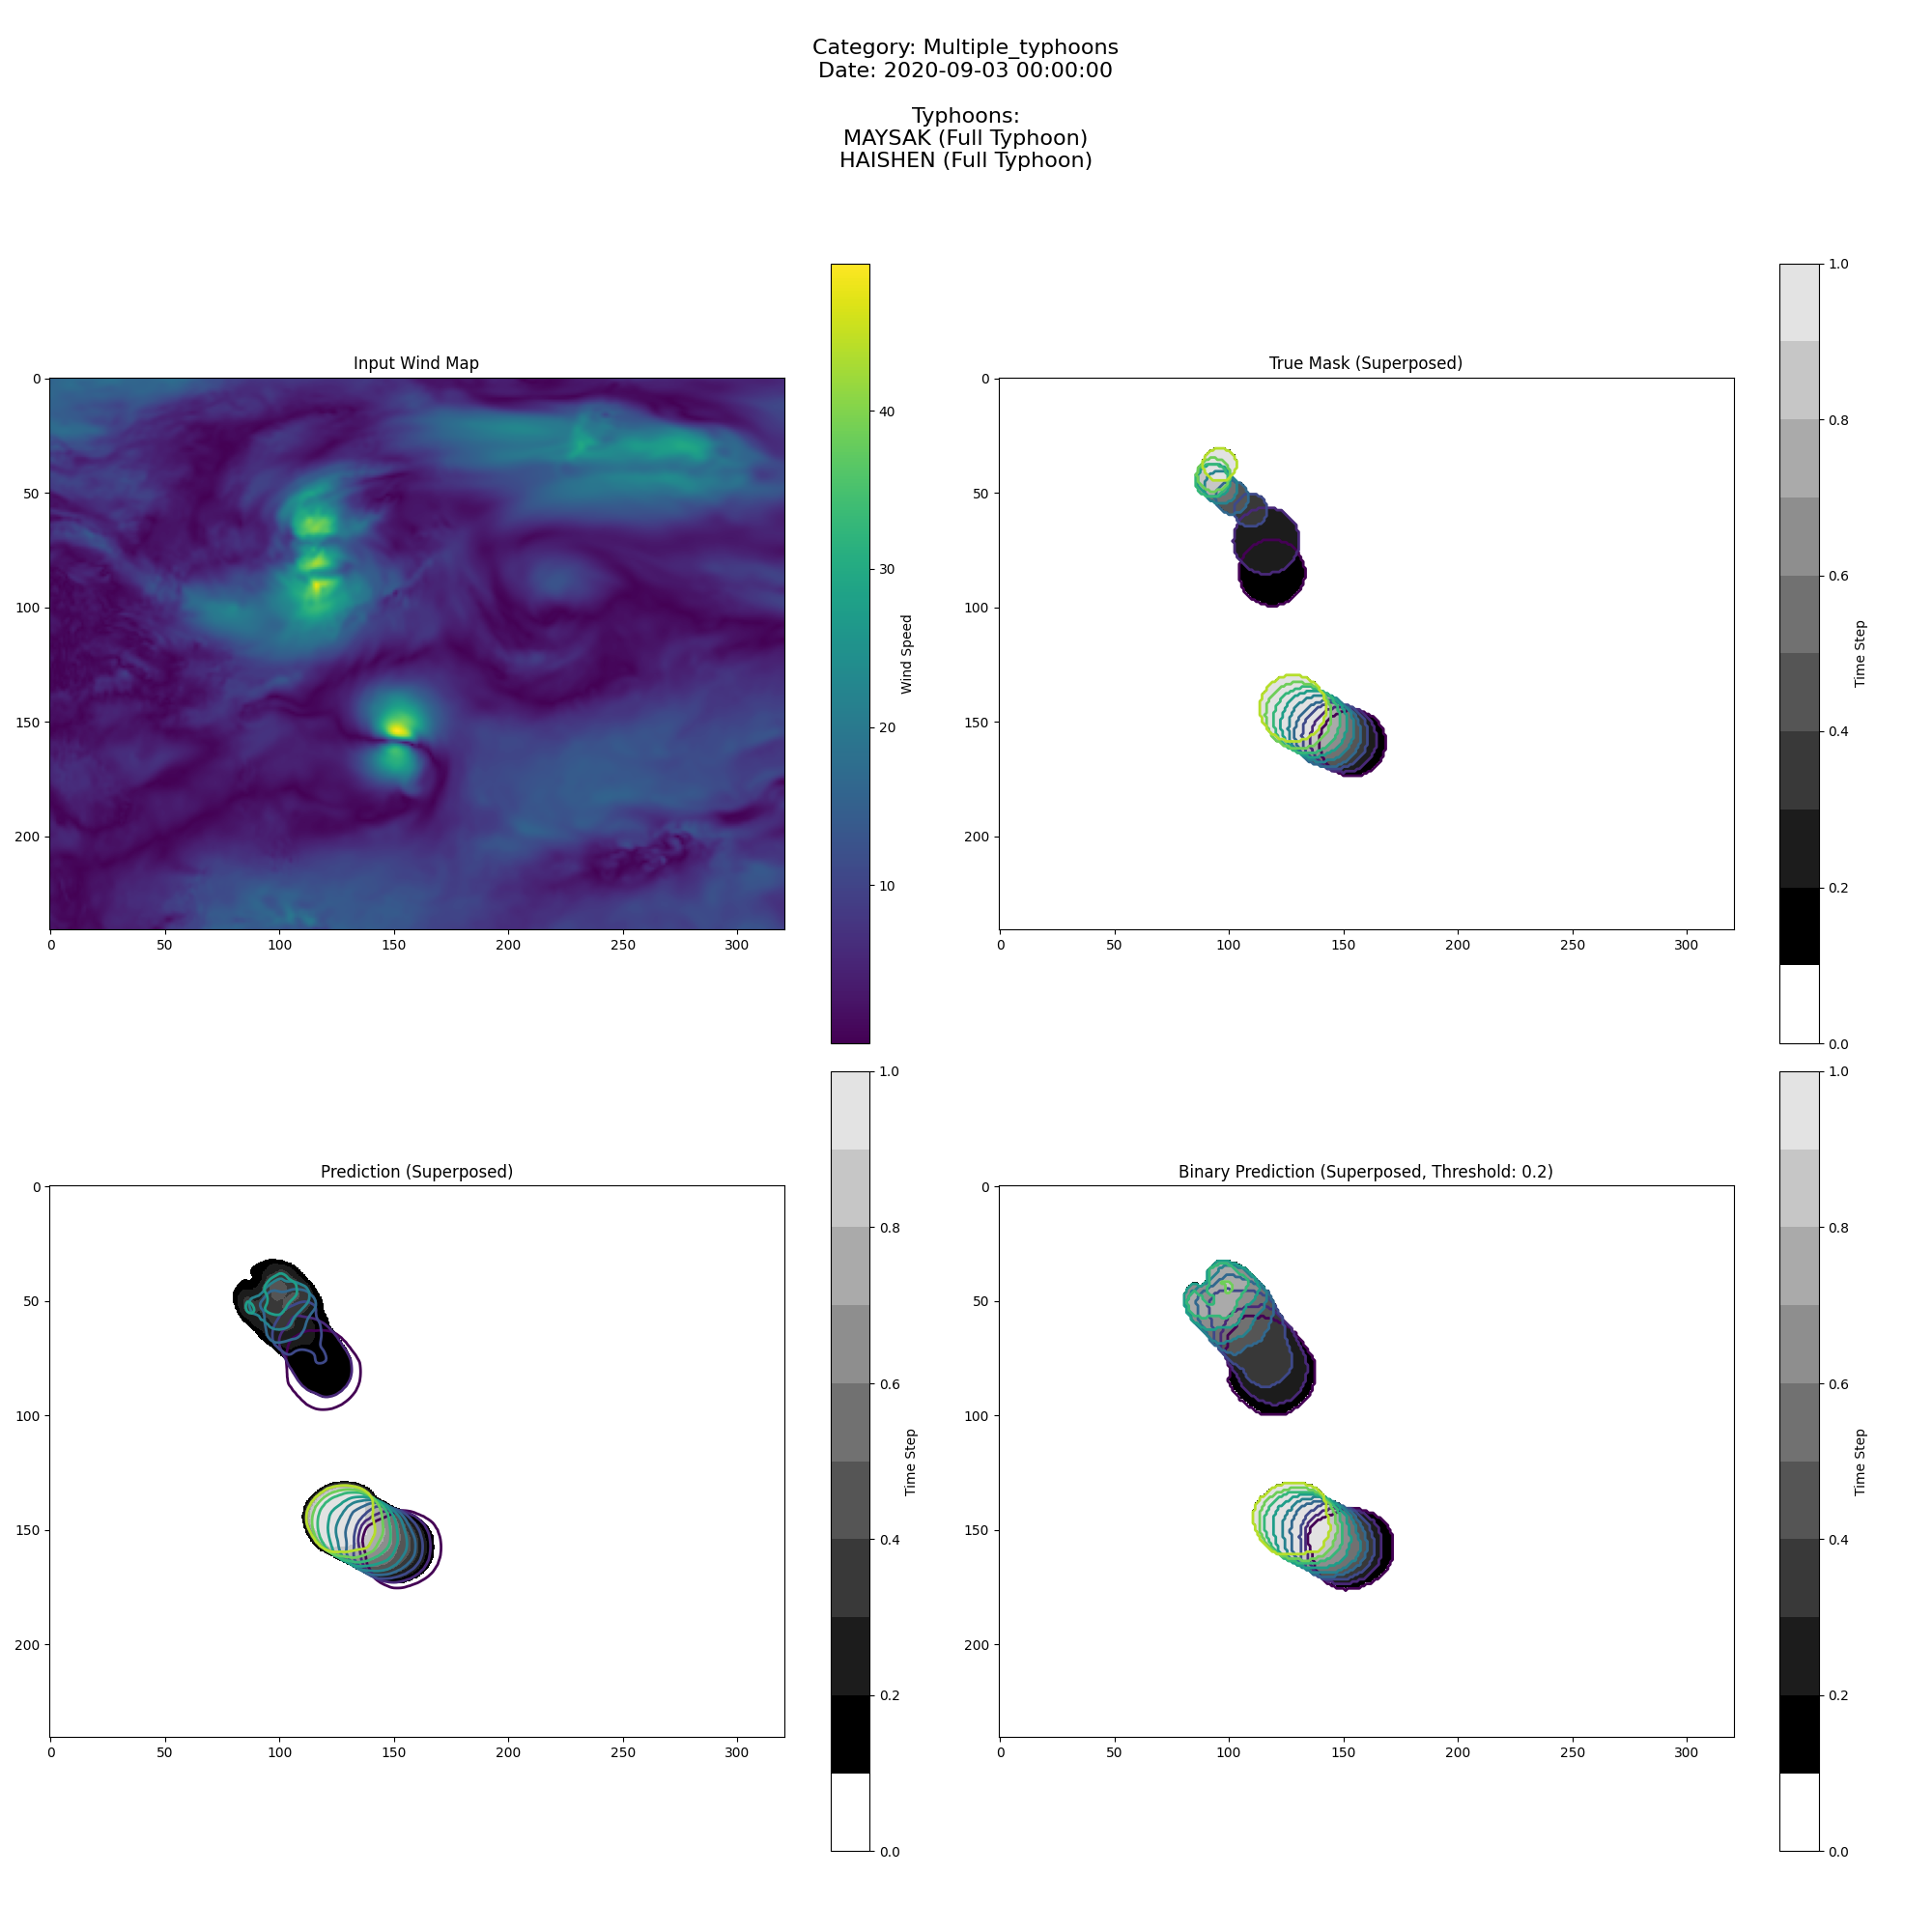 Category: Multiple_typhoons
Date: 2020-09-03 00:00:00
Typhoons:
MAYSAK (Full Typhoon)
HAISHEN (Full Typhoon)
Input Wind Map
0
50
100
150
200
0 50 100 150 200 250 300
40
30
20
10
Wind Speed
True Mask (Superposed)
0
50
100
150
200
0 50 100 150 200 250 300
1.0
0.8
0.6
0.4
0.2
0.0
Time Step
Prediction (Superposed)
0
50
100
150
200
0 50 100 150 200 250 300
1.0
0.8
0.6
0.4
0.2
0.0
Time Step
Binary Prediction (Superposed, Threshold: 0.2)
0
50
100
150
200
0 50 100 150 200 250 300
1.0
0.8
0.6
0.4
0.2
0.0
Time Step